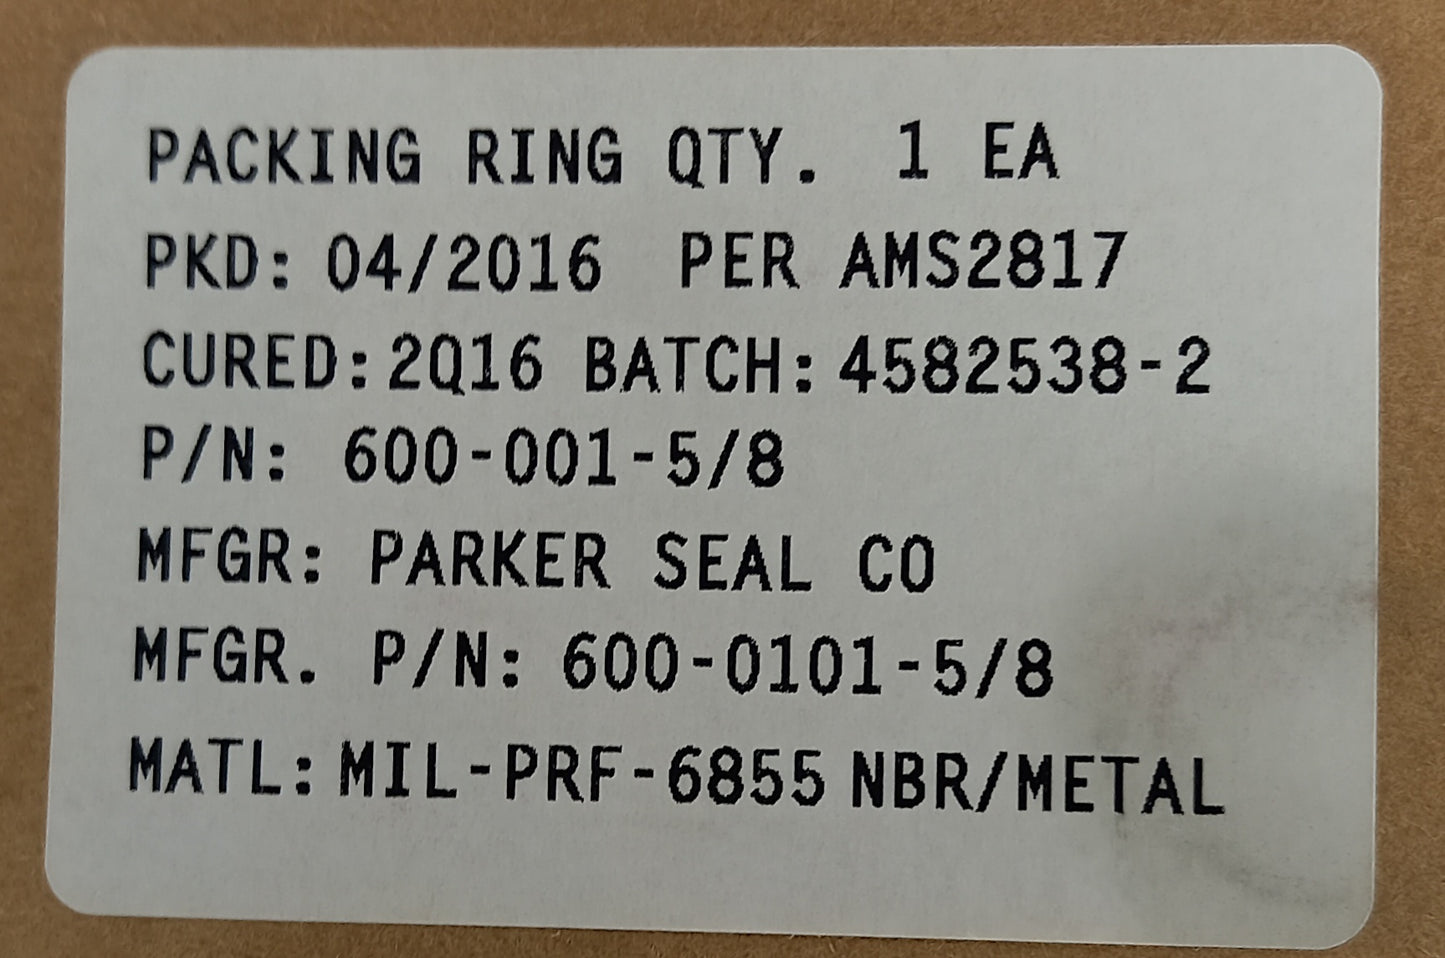 PACKING RING QTY. 1 EA
PKD: 04/2016 PER AMS2817
CURED:2Q16 BATCH:4582538-2
P/N: 600-001-5/8
MFGR: PARKER SEAL CO
MFGR. P/N: 600-0101-5/8
MATL:MIL-PRF-6855 NBR/METAL